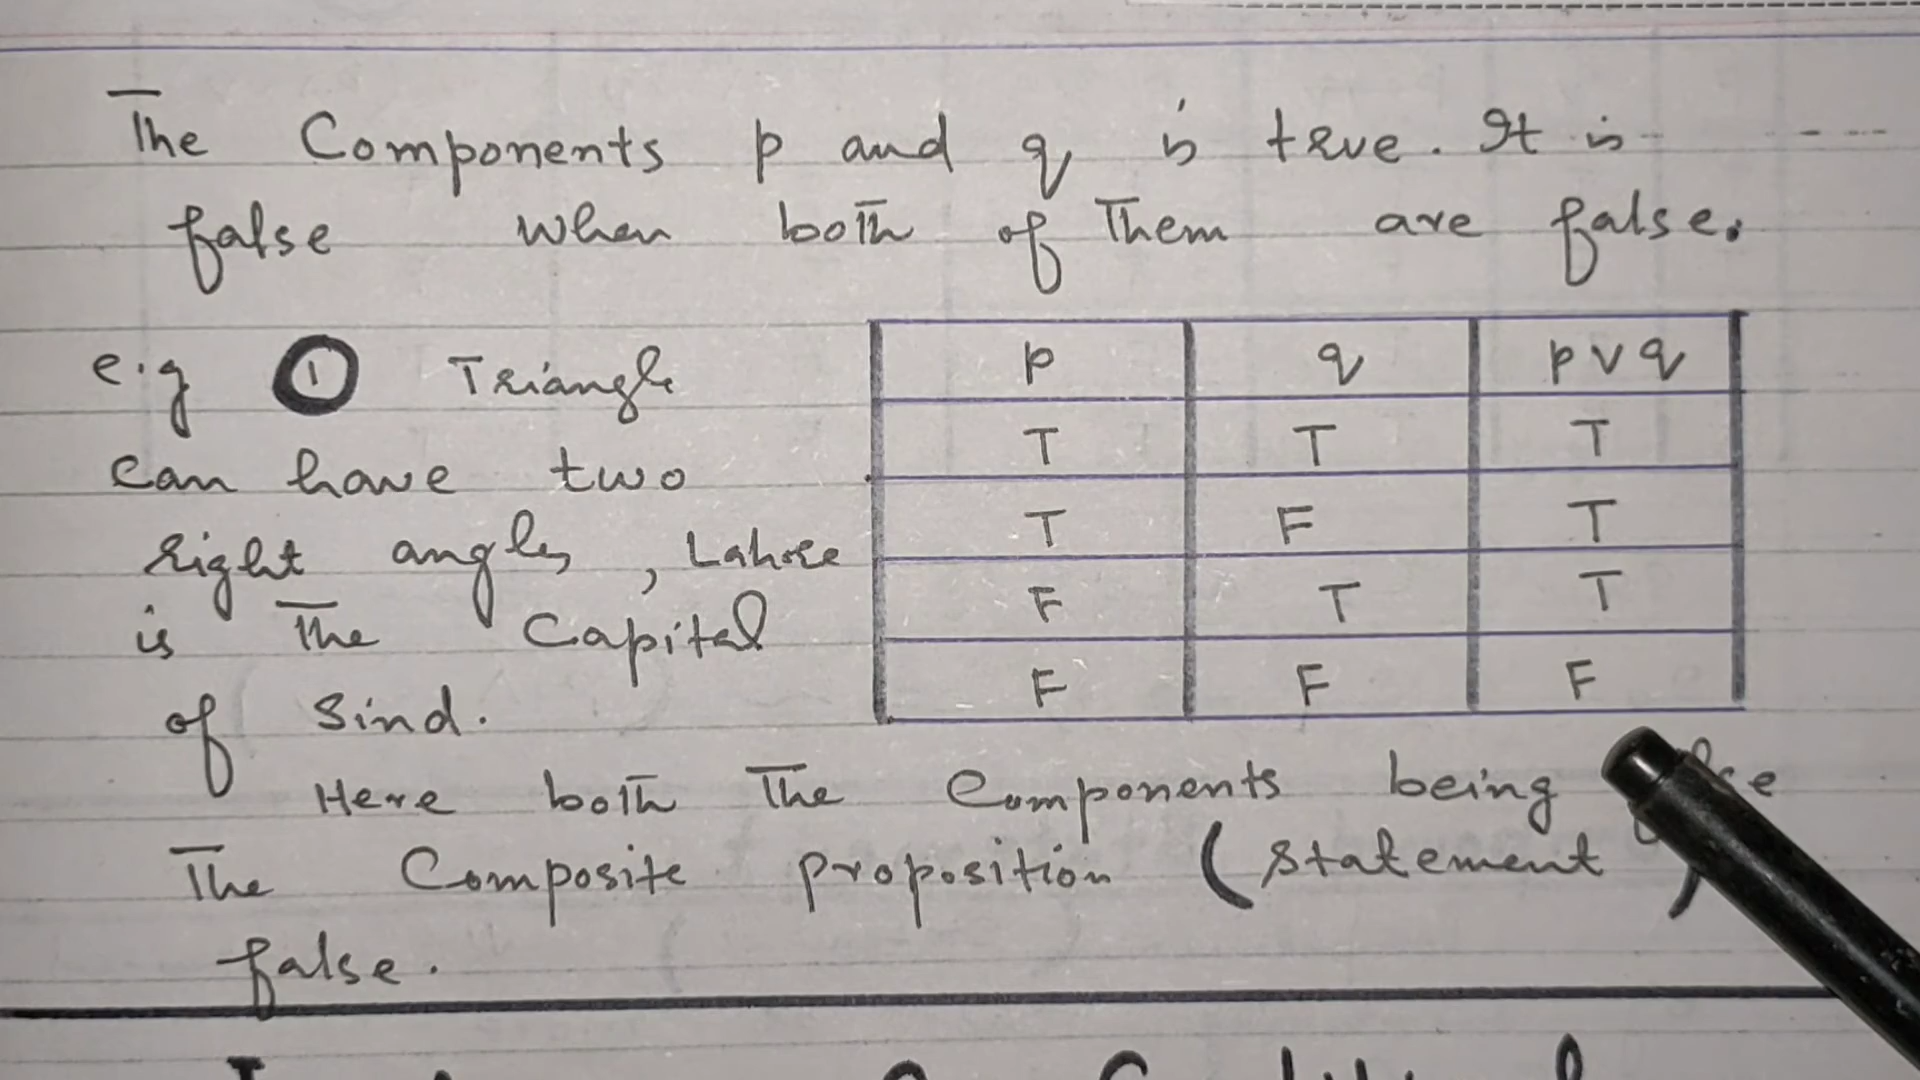 The Components p and q is true. It is - - - -
false when both of Them are false.
e.g ① Triangle
can have two
right angles, Lahore
is The Capital
of Sind.
p q p ∨ q
T T T
T F T
F T T
F F F
Here both The Components being
The Composite proposition (statement)
false.